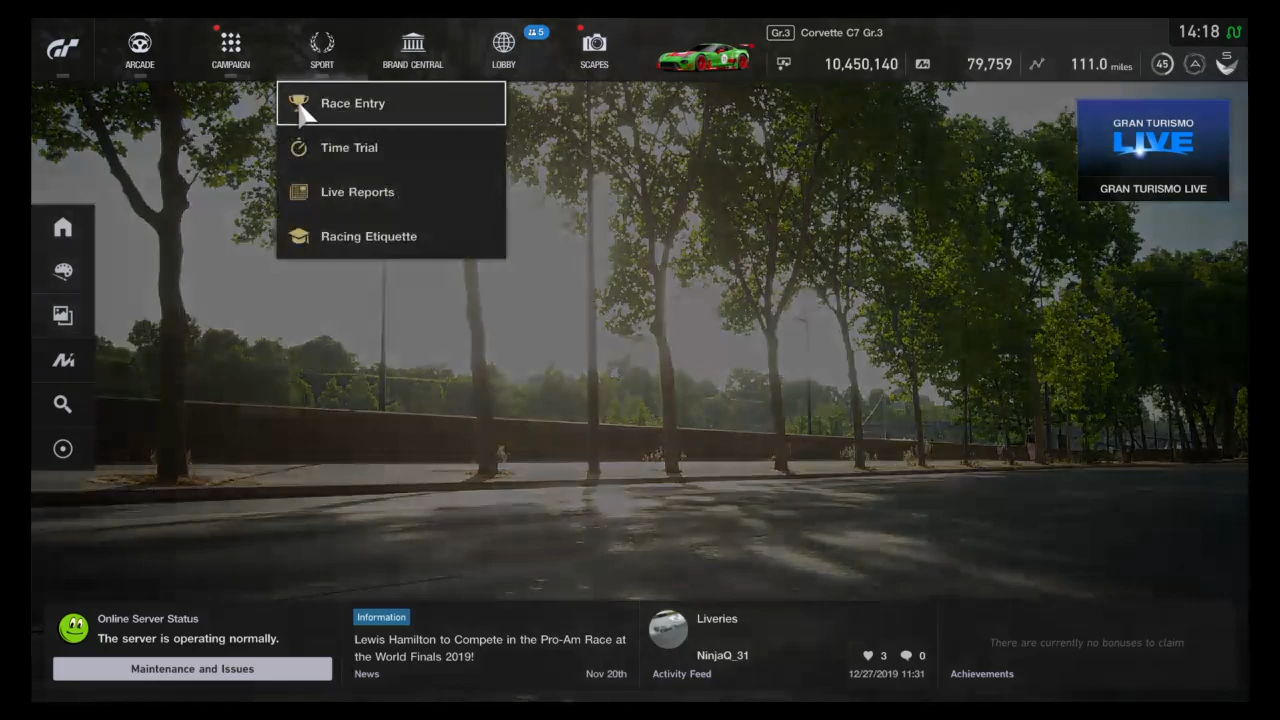 ARCADE
CAMPAIGN
SPORT
BRAND CENTRAL
LOBBY
5
SCAPES
Gr.3 Corvette C7 Gr.3
10,450,140
79,759
111.0 miles
45
A
S
14:18
Race Entry
Time Trial
Live Reports
Racing Etiquette
GRAN TURISMO
LIVE
GRAN TURISMO LIVE
Online Server Status
The server is operating normally.
Maintenance and Issues
Information
Lewis Hamilton to Compete in the Pro-Am Race at
the World Finals 2019!
News Nov 20th
Liveries
NinjaQ_31
3 0
Activity Feed 12/27/2019 11:31
There are currently no bonuses to claim
Achievements